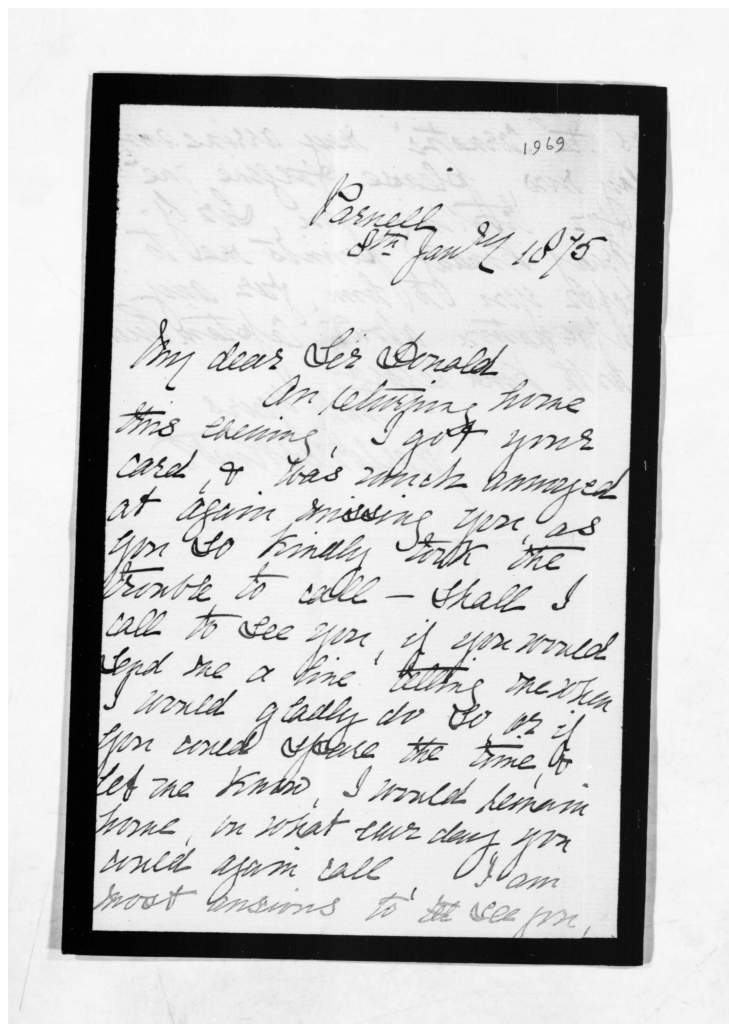 1969
Parnell
8th Janry 1875
My dear Sir Donald
On returning home
this evening, I got your
card, & was much annoyed
at again missing you, as
you so kindly took the
trouble to call – shall I
call to see you, if you would
send me a line telling me when
I would gladly do so, or if
you could spare the time, &
let me know, I would remain
home, on what ever day you
could again call I am
most anxious to see you,